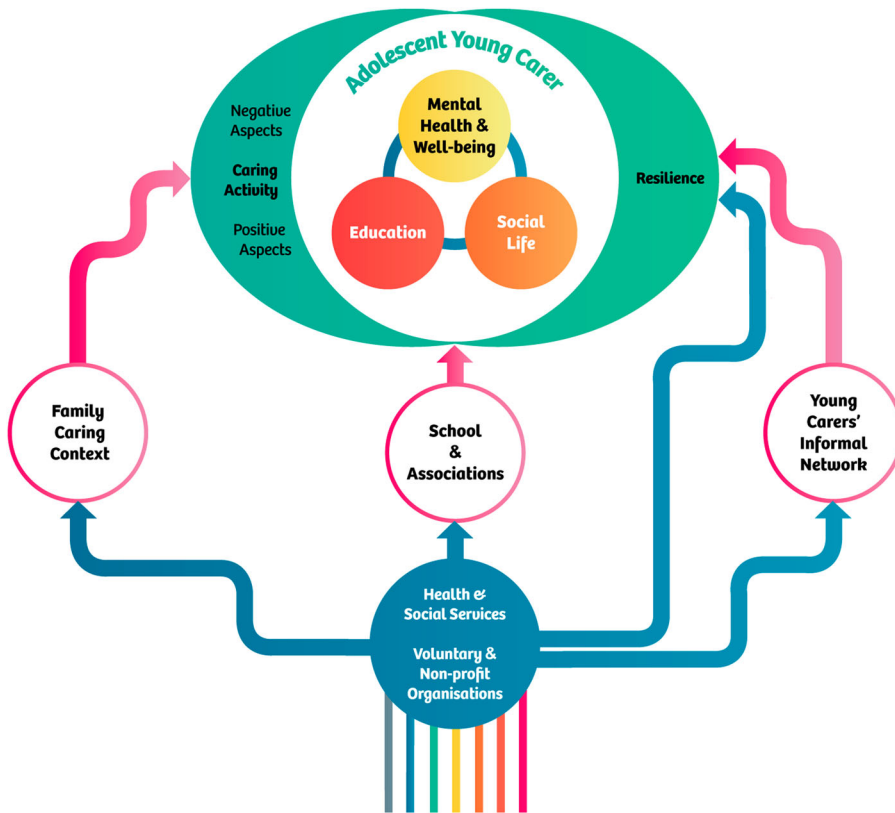 Adolescent Young Carer
Mental
Health &
Well-being
Education
Social
Life
Negative
Aspects
Caring
Activity
Positive
Aspects
Resilience
Family
Caring
Context
School
&
Associations
Young
Carers’
Informal
Network
Health &
Social Services
Voluntary &
Non-profit
Organisations